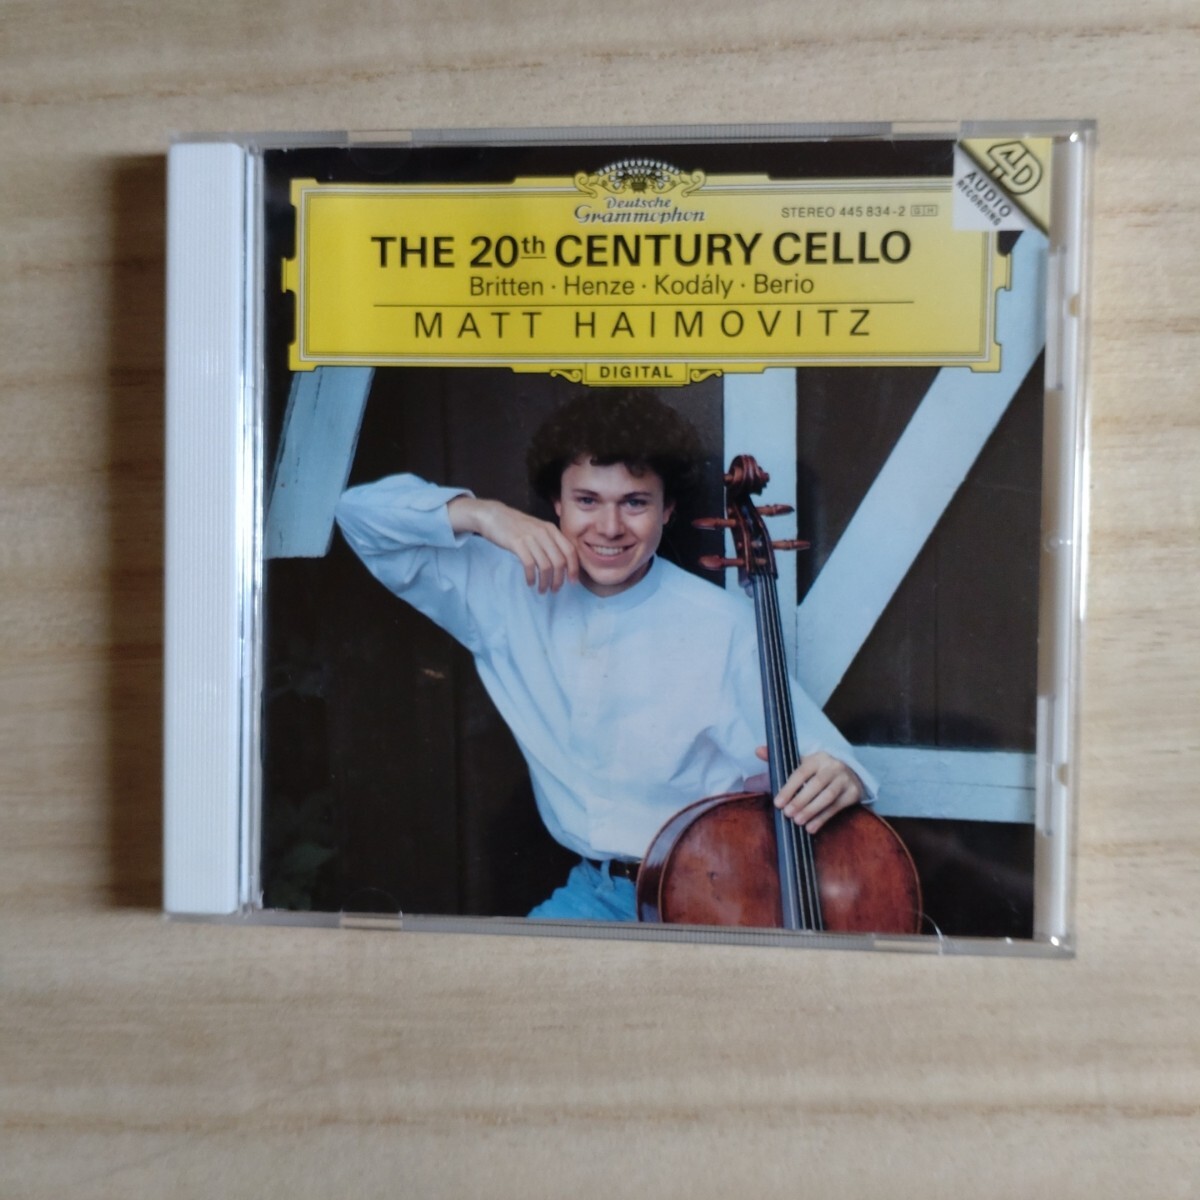 Deutsche
Grammophon
STEREO 445 834-2 GH
4D
AUDIO
RECORDING
THE 20th CENTURY CELLO
Britten · Henze · Kodály · Berio
MATT HAIMOVITZ
DIGITAL